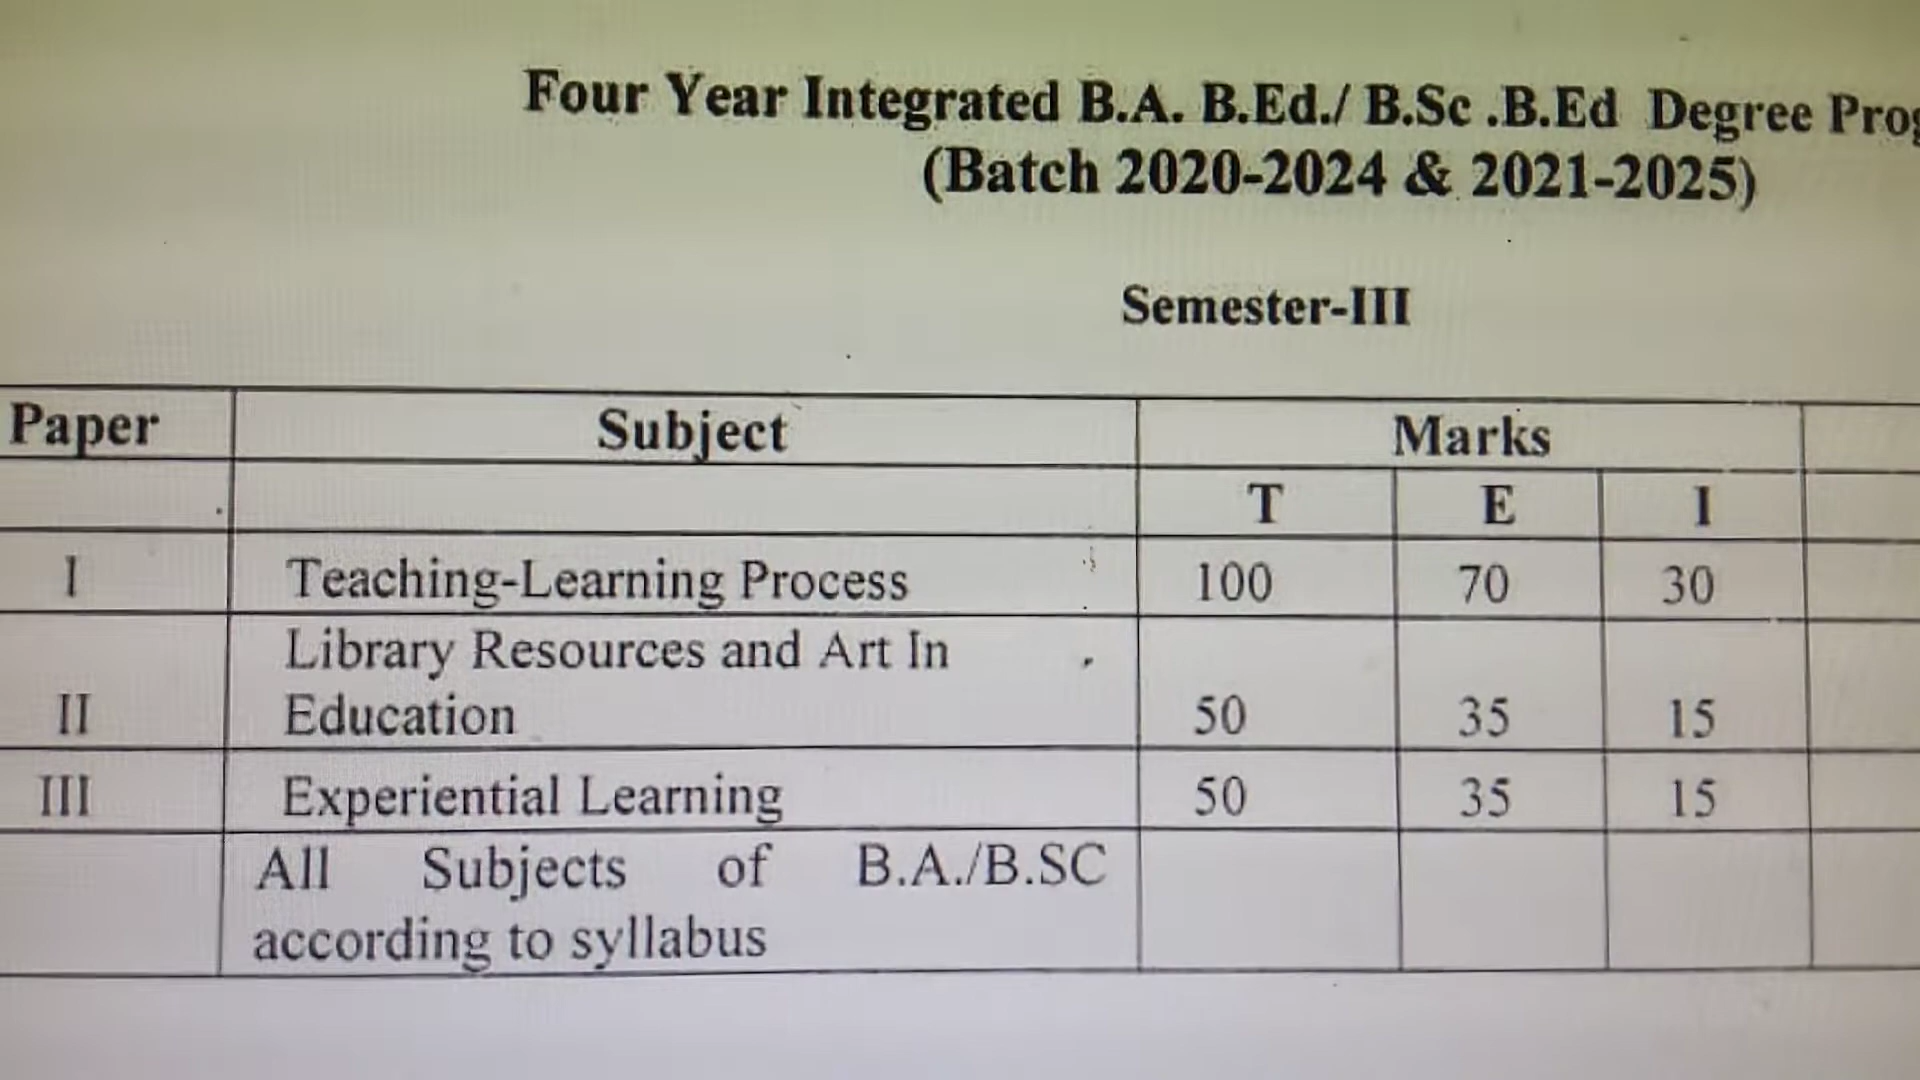 Four Year Integrated B.A. B.Ed./ B.Sc .B.Ed Degree
(Batch 2020-2024 & 2021-2025)
Semester-III
Paper Subject Marks
T E I
I Teaching-Learning Process 100 70 30
Library Resources and Art In
II Education 50 35 15
III Experiential Learning 50 35 15
All Subjects of B.A./B.SC
according to syllabus